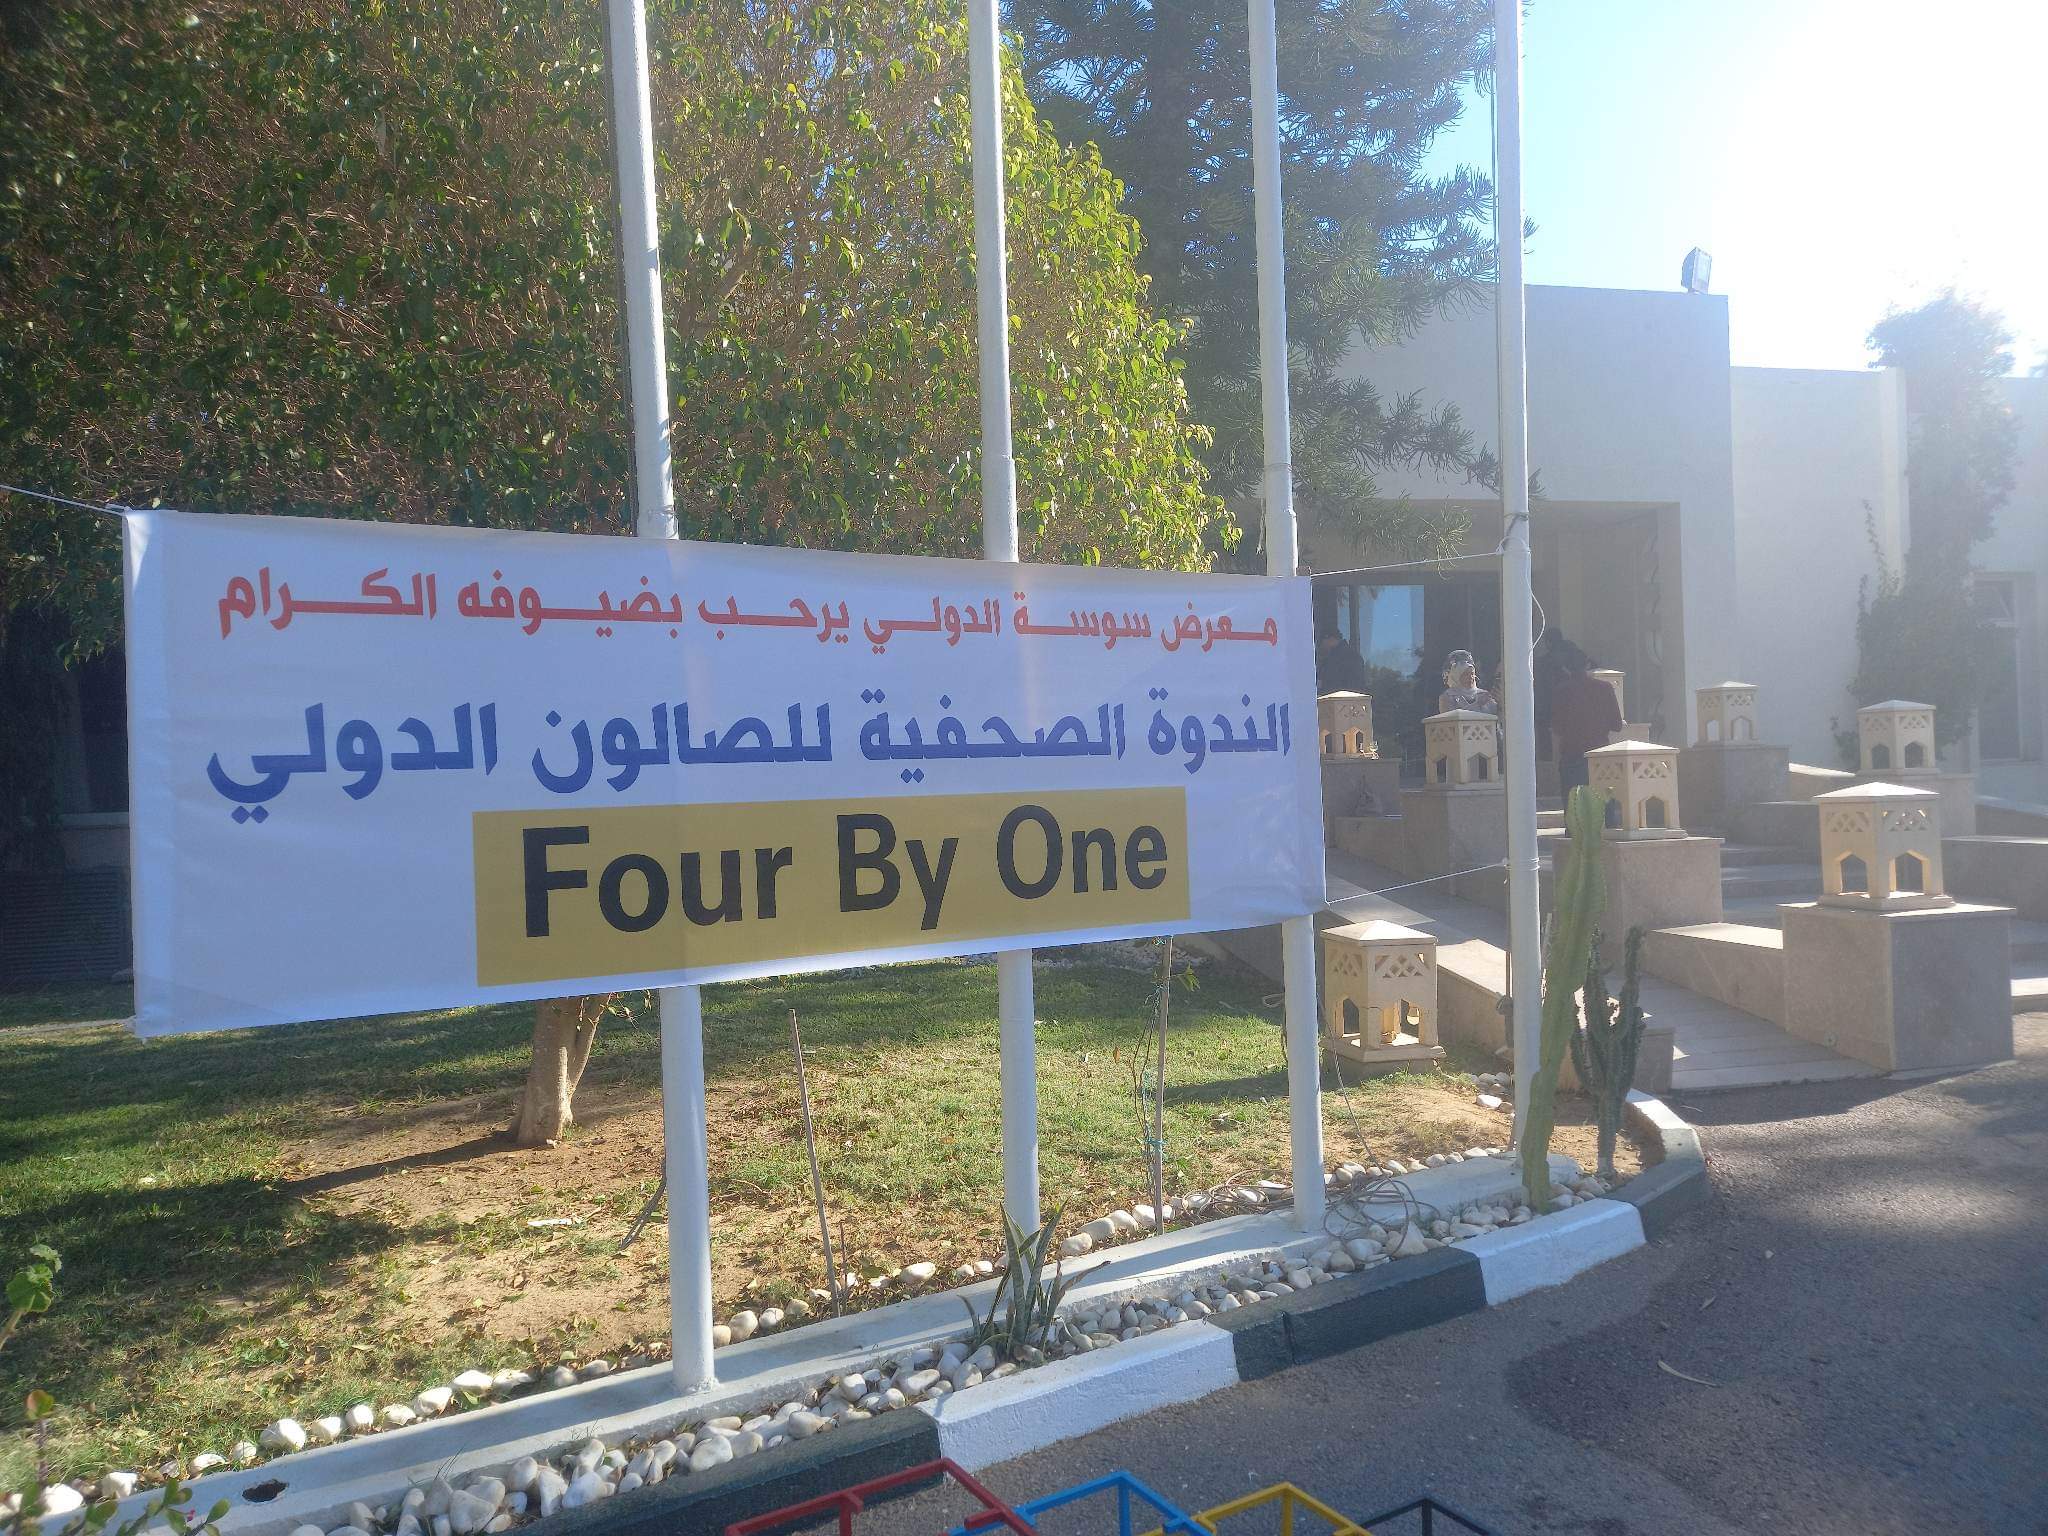 معرض سوسة الدولي يرحب بضيوفه الكرام
الندوة الصحفية للصالون الدولي
Four By One